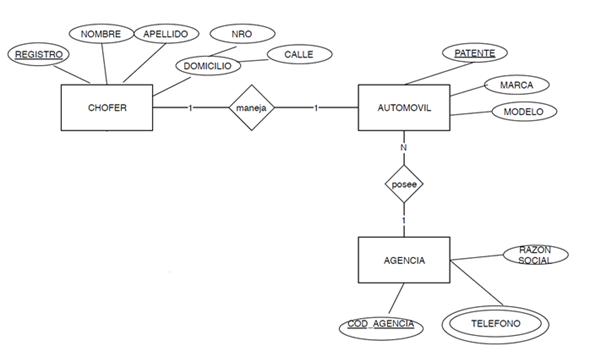 NOMBRE
APELLIDO
NRO
REGISTRO
CALLE
DOMICILIO
PATENTE
MARCA
CHOFER
1
maneja
1
AUTOMOVIL
MODELO
N
posee
1
AGENCIA
RAZON
SOCIAL
COD_AGENCIA
TELEFONO